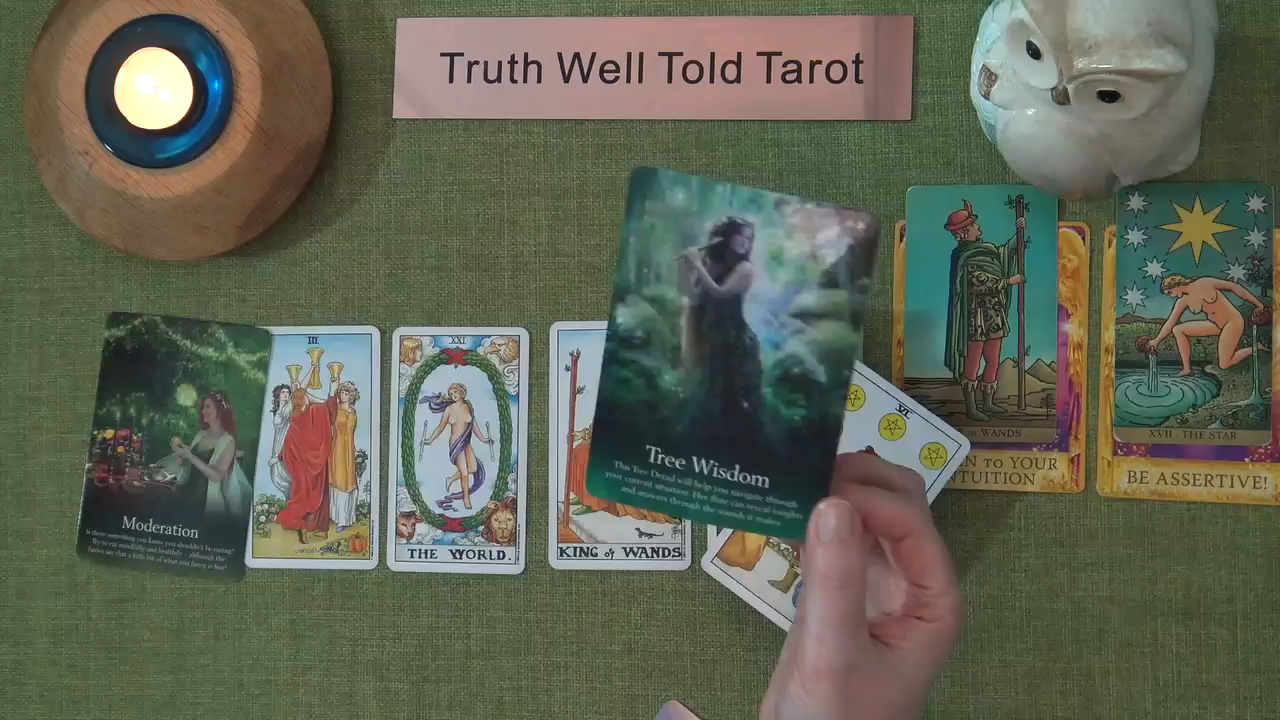 Truth Well Told Tarot
Moderation
Is there something you know you shouldn't be eating?
Try to eat mindfully and healthily – although the
fairies say that a little bit of what you fancy is fine!
III
XXI
THE WORLD.
KING of WANDS
Tree Wisdom
This Tree Dryad will help you navigate through
your current situation. Her flute can reveal insights
and answers through the sounds it makes.
VI
OF WANDS
EN TO YOUR
NTUITION
XVII - THE STAR
BE ASSERTIVE!